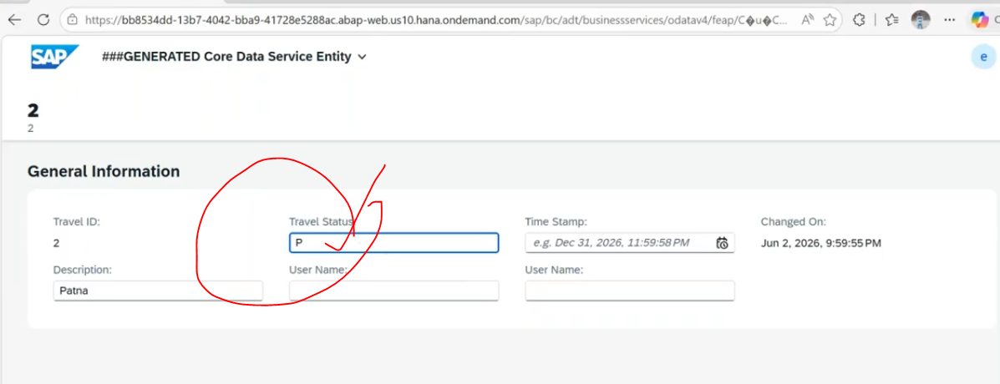 https://bb8534dd-13b7-4042-bba9-41728e5288ac.abap-web.us10.hana.ondemand.com/sap/bc/adt/businessservices/odatav4/feap/C�u�C...
SAP ###GENERATED Core Data Service Entity e
2
2
General Information
Travel ID: Travel Status: Time Stamp: Changed On:
2 P e.g. Dec 31, 2026, 11:59:58 PM Jun 2, 2026, 9:59:55 PM
Description: User Name: User Name:
Patna